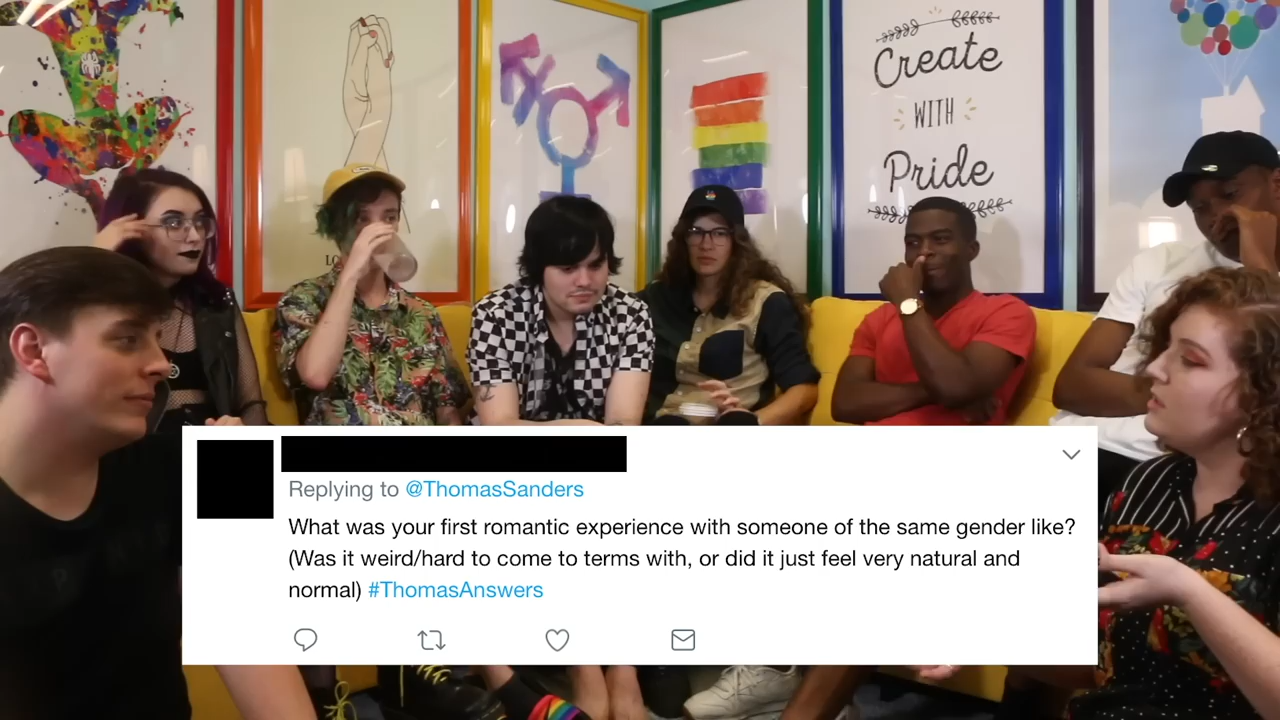 Create
WITH
Pride
LO
Replying to @ThomasSanders
What was your first romantic experience with someone of the same gender like?
(Was it weird/hard to come to terms with, or did it just feel very natural and
normal) #ThomasAnswers